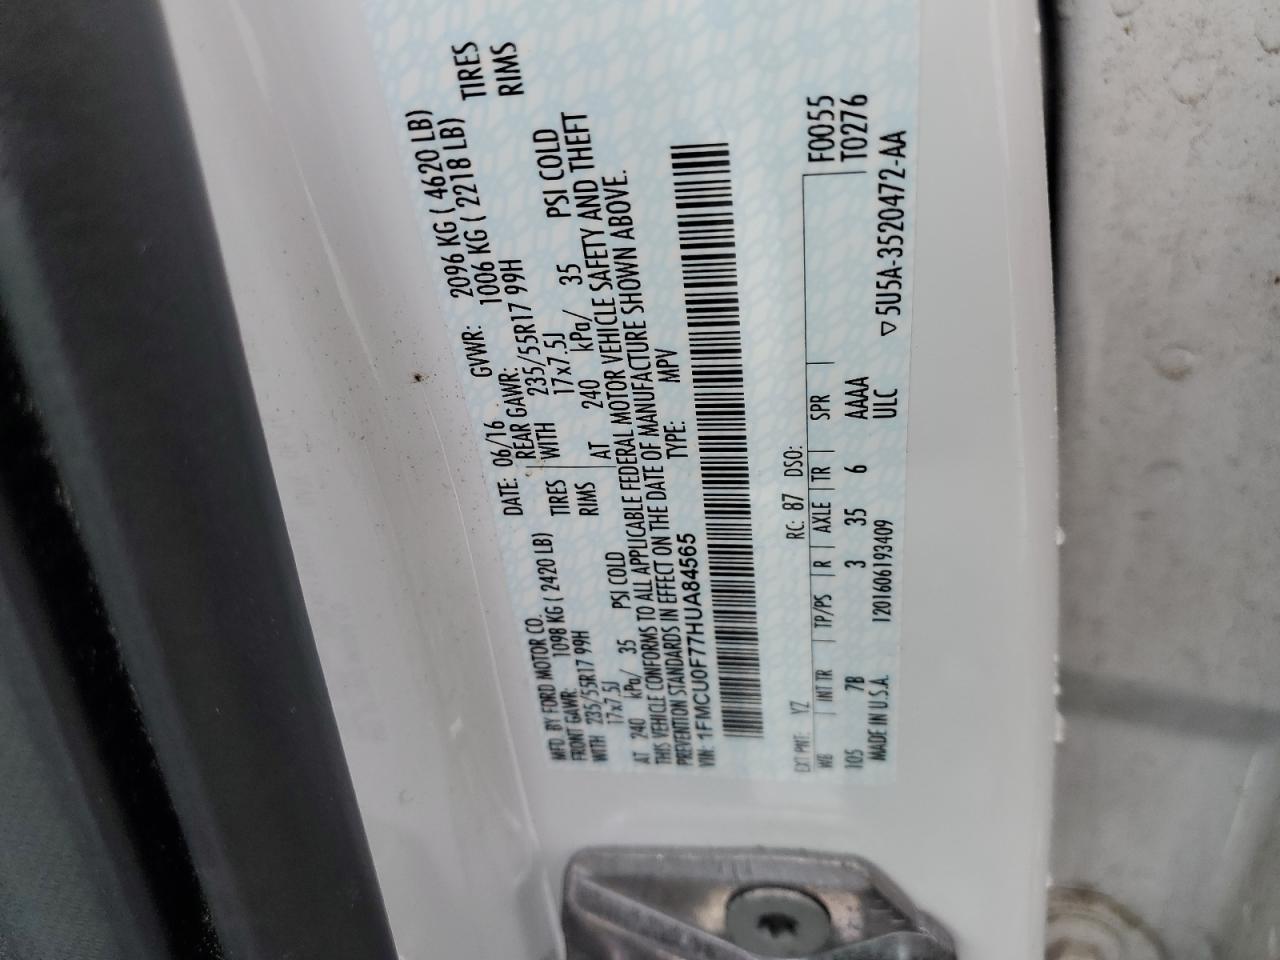 MFD. BY FORD MOTOR CO. DATE: 06/16 GVWR: 2096 KG ( 4620 LB)
FRONT GAWR: 1098 KG ( 2420 LB) REAR GAWR: 1006 KG ( 2218 LB)
WITH 235/55R17 99H TIRES WITH 235/55R17 99H TIRES
17x7.5J RIMS 17x7.5J RIMS
AT 240 kPa/ 35 PSI COLD AT 240 kPa/ 35 PSI COLD
THIS VEHICLE CONFORMS TO ALL APPLICABLE FEDERAL MOTOR VEHICLE SAFETY AND THEFT
PREVENTION STANDARDS IN EFFECT ON THE DATE OF MANUFACTURE SHOWN ABOVE.
VIN: 1FMCU0F77HUA84565 TYPE: MPV
EXT PNT: YZ RC: 87 DSO: F0055
WB INT TR TP/PS R AXLE TR SPR T0276
105 7B 3 35 6 AAAA
MADE IN U.S.A. 1201606193409 ULC ▽5U5A-3520472-AA